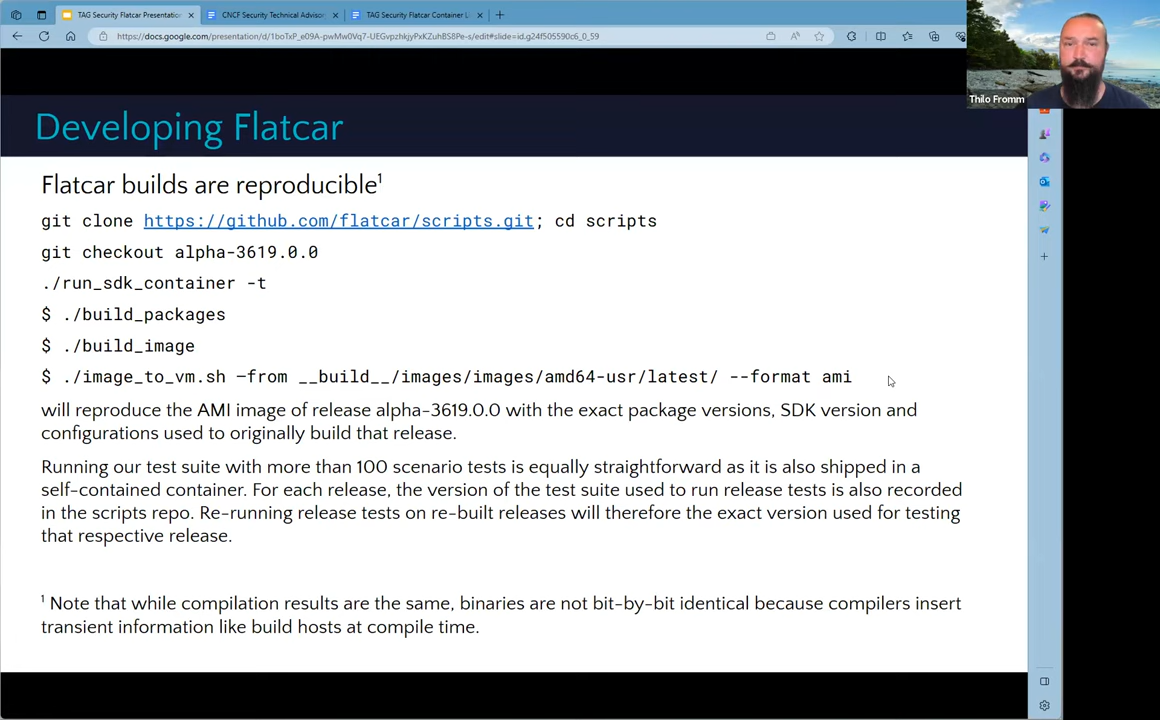 TAG Security Flatcar Presentatio
CNCF Security Technical Advisor
TAG Security Flatcar Container L
https://docs.google.com/presentation/d/1boTxP_e09A-pwMw0Vq7-UEGvpzhkjyPxKZuhBS8Pe-s/edit#slide=id.g24f505590c6_0_59
Thilo Fromm
Developing Flatcar
Flatcar builds are reproducible¹
git clone https://github.com/flatcar/scripts.git; cd scripts
git checkout alpha-3619.0.0
./run_sdk_container -t
$ ./build_packages
$ ./build_image
$ ./image_to_vm.sh –from __build__/images/images/amd64-usr/latest/ --format ami
will reproduce the AMI image of release alpha-3619.0.0 with the exact package versions, SDK version and
configurations used to originally build that release.
Running our test suite with more than 100 scenario tests is equally straightforward as it is also shipped in a
self-contained container. For each release, the version of the test suite used to run release tests is also recorded
in the scripts repo. Re-running release tests on re-built releases will therefore the exact version used for testing
that respective release.
¹ Note that while compilation results are the same, binaries are not bit-by-bit identical because compilers insert
transient information like build hosts at compile time.